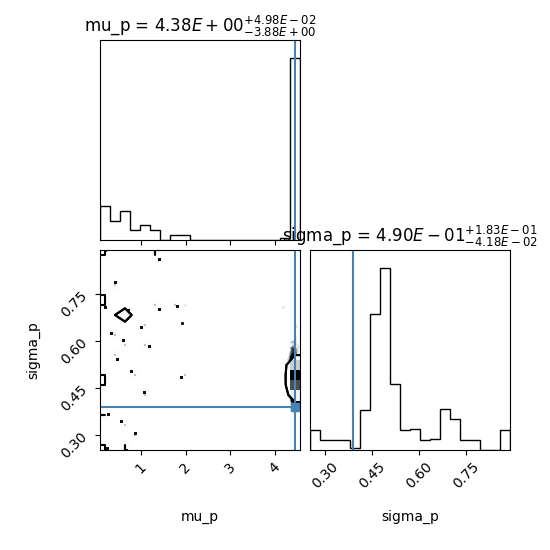 mu_p = 4.38E + 00+4.98E − 02
−3.88E + 00
sigma_p = 4.90E − 01+1.83E − 01
−4.18E − 02
0.75
0.60
0.45
0.30
sigma_p
1 2 3 4 0.30 0.45 0.60 0.75
mu_p sigma_p